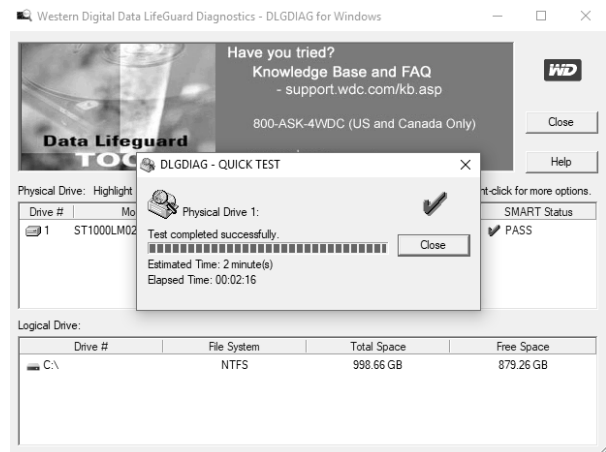 Western Digital Data LifeGuard Diagnostics - DLGDIAG for Windows
Have you tried?
Knowledge Base and FAQ
- support.wdc.com/kb.asp
800-ASK-4WDC (US and Canada Only)
Data Lifeguard
WD
Close
Help
DLGDIAG - QUICK TEST
Physical Drive 1:
Test completed successfully.
Close
Estimated Time: 2 minute(s)
Elapsed Time: 00:02:16
Physical Drive: Highlight
for more options.
Drive #
SMART Status
1 ST1000LM02
PASS
Logical Drive:
Drive # File System Total Space Free Space
C:\ NTFS 998.66 GB 879.26 GB